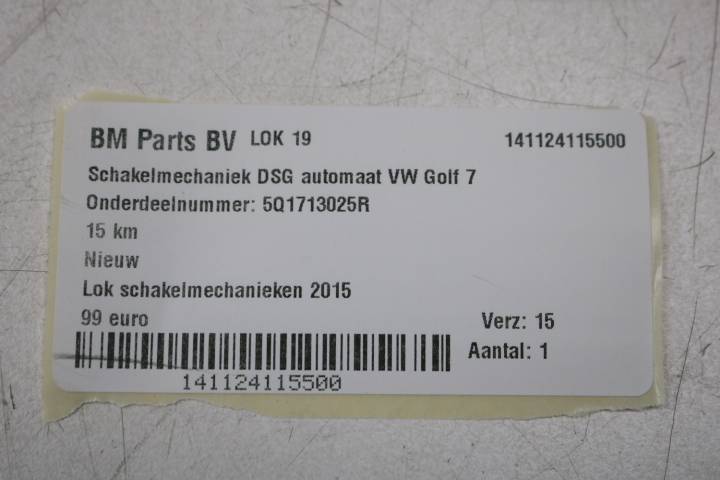 BM Parts BV LOK 19 141124115500
Schakelmechaniek DSG automaat VW Golf 7
Onderdeelnummer: 5Q1713025R
15 km
Nieuw
Lok schakelmechanieken 2015
99 euro Verz: 15
Aantal: 1
141124115500